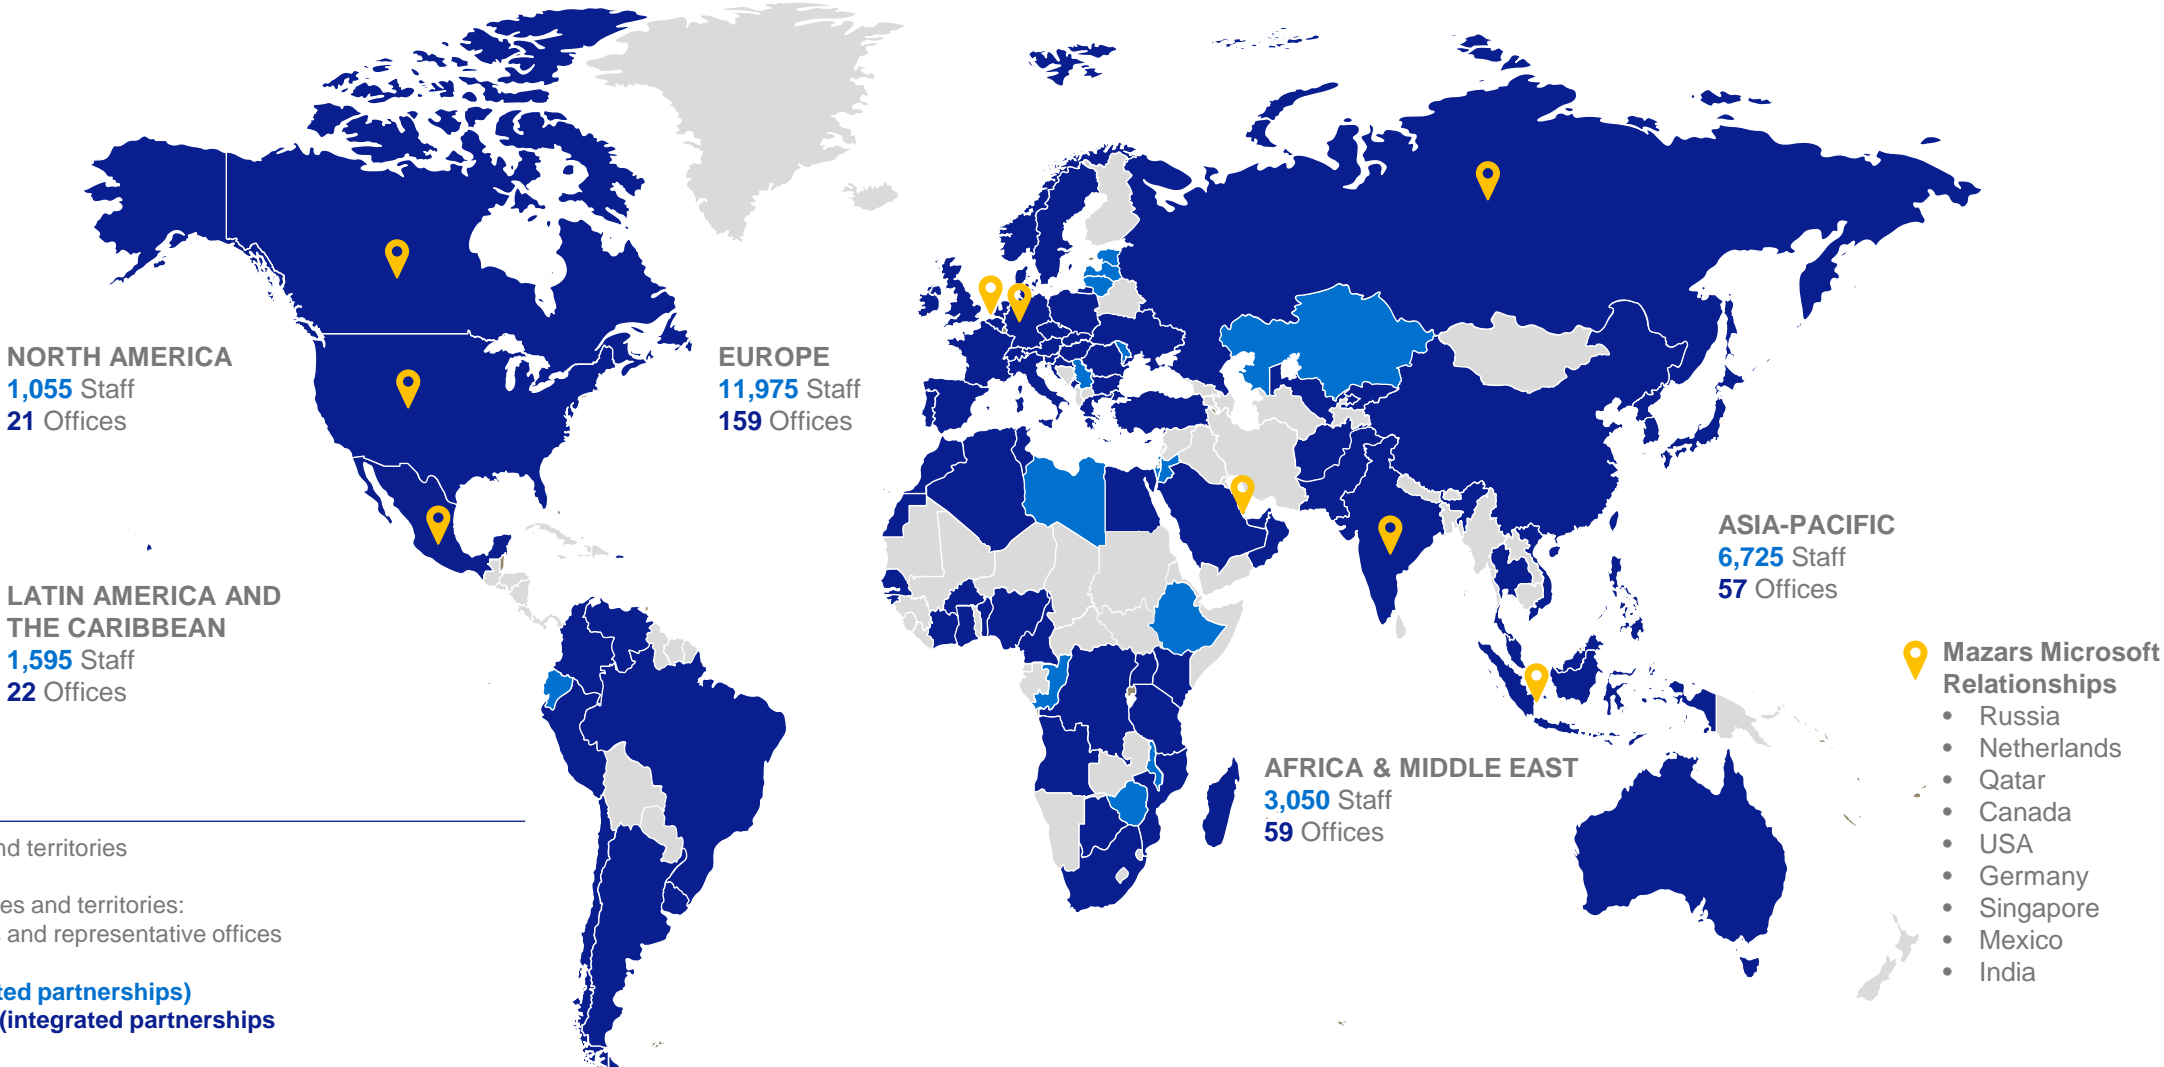 NORTH AMERICA
1,055 Staff
21 Offices
EUROPE
11,975 Staff
159 Offices
ASIA-PACIFIC
6,725 Staff
57 Offices
LATIN AMERICA AND
THE CARIBBEAN
1,595 Staff
22 Offices
AFRICA & MIDDLE EAST
3,050 Staff
59 Offices
Mazars Microsoft
Relationships
• Russia
• Netherlands
• Qatar
• Canada
• USA
• Germany
• Singapore
• Mexico
• India
and territories
es and territories:
and representative offices
ted partnerships)
(integrated partnerships